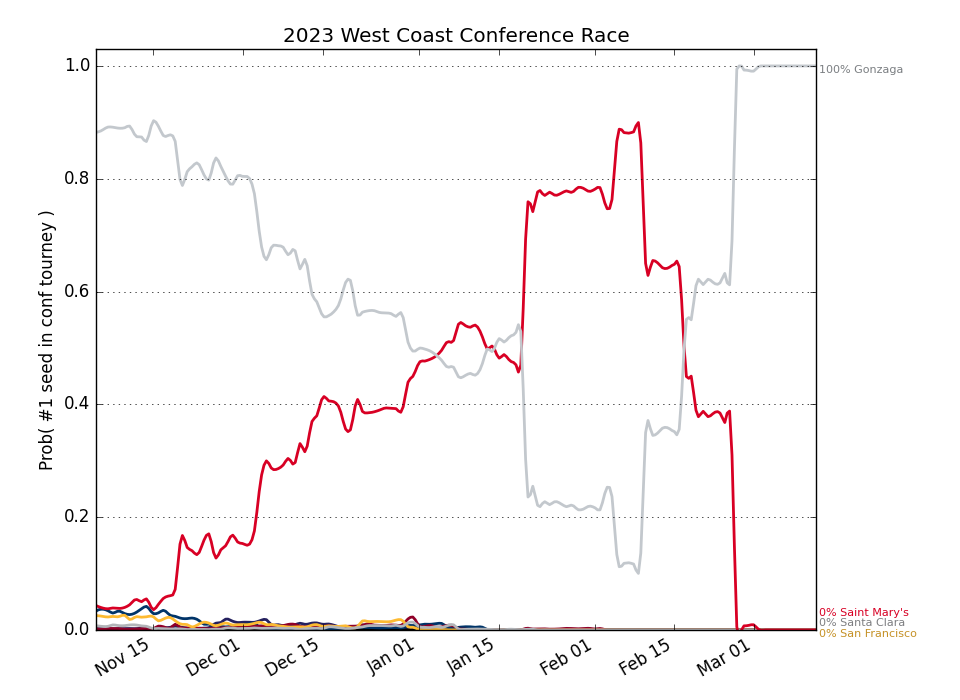 2023 West Coast Conference Race
Prob( #1 seed in conf tourney )
1.0
0.8
0.6
0.4
0.2
0.0
Nov 15
Dec 01
Dec 15
Jan 01
Jan 15
Feb 01
Feb 15
Mar 01
100% Gonzaga
0% Saint Mary's
0% Santa Clara
0% San Francisco